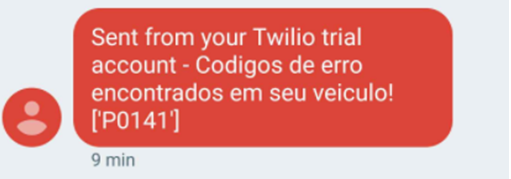 Sent from your Twilio trial
account - Codigos de erro
encontrados em seu veiculo!
['P0141']
9 min